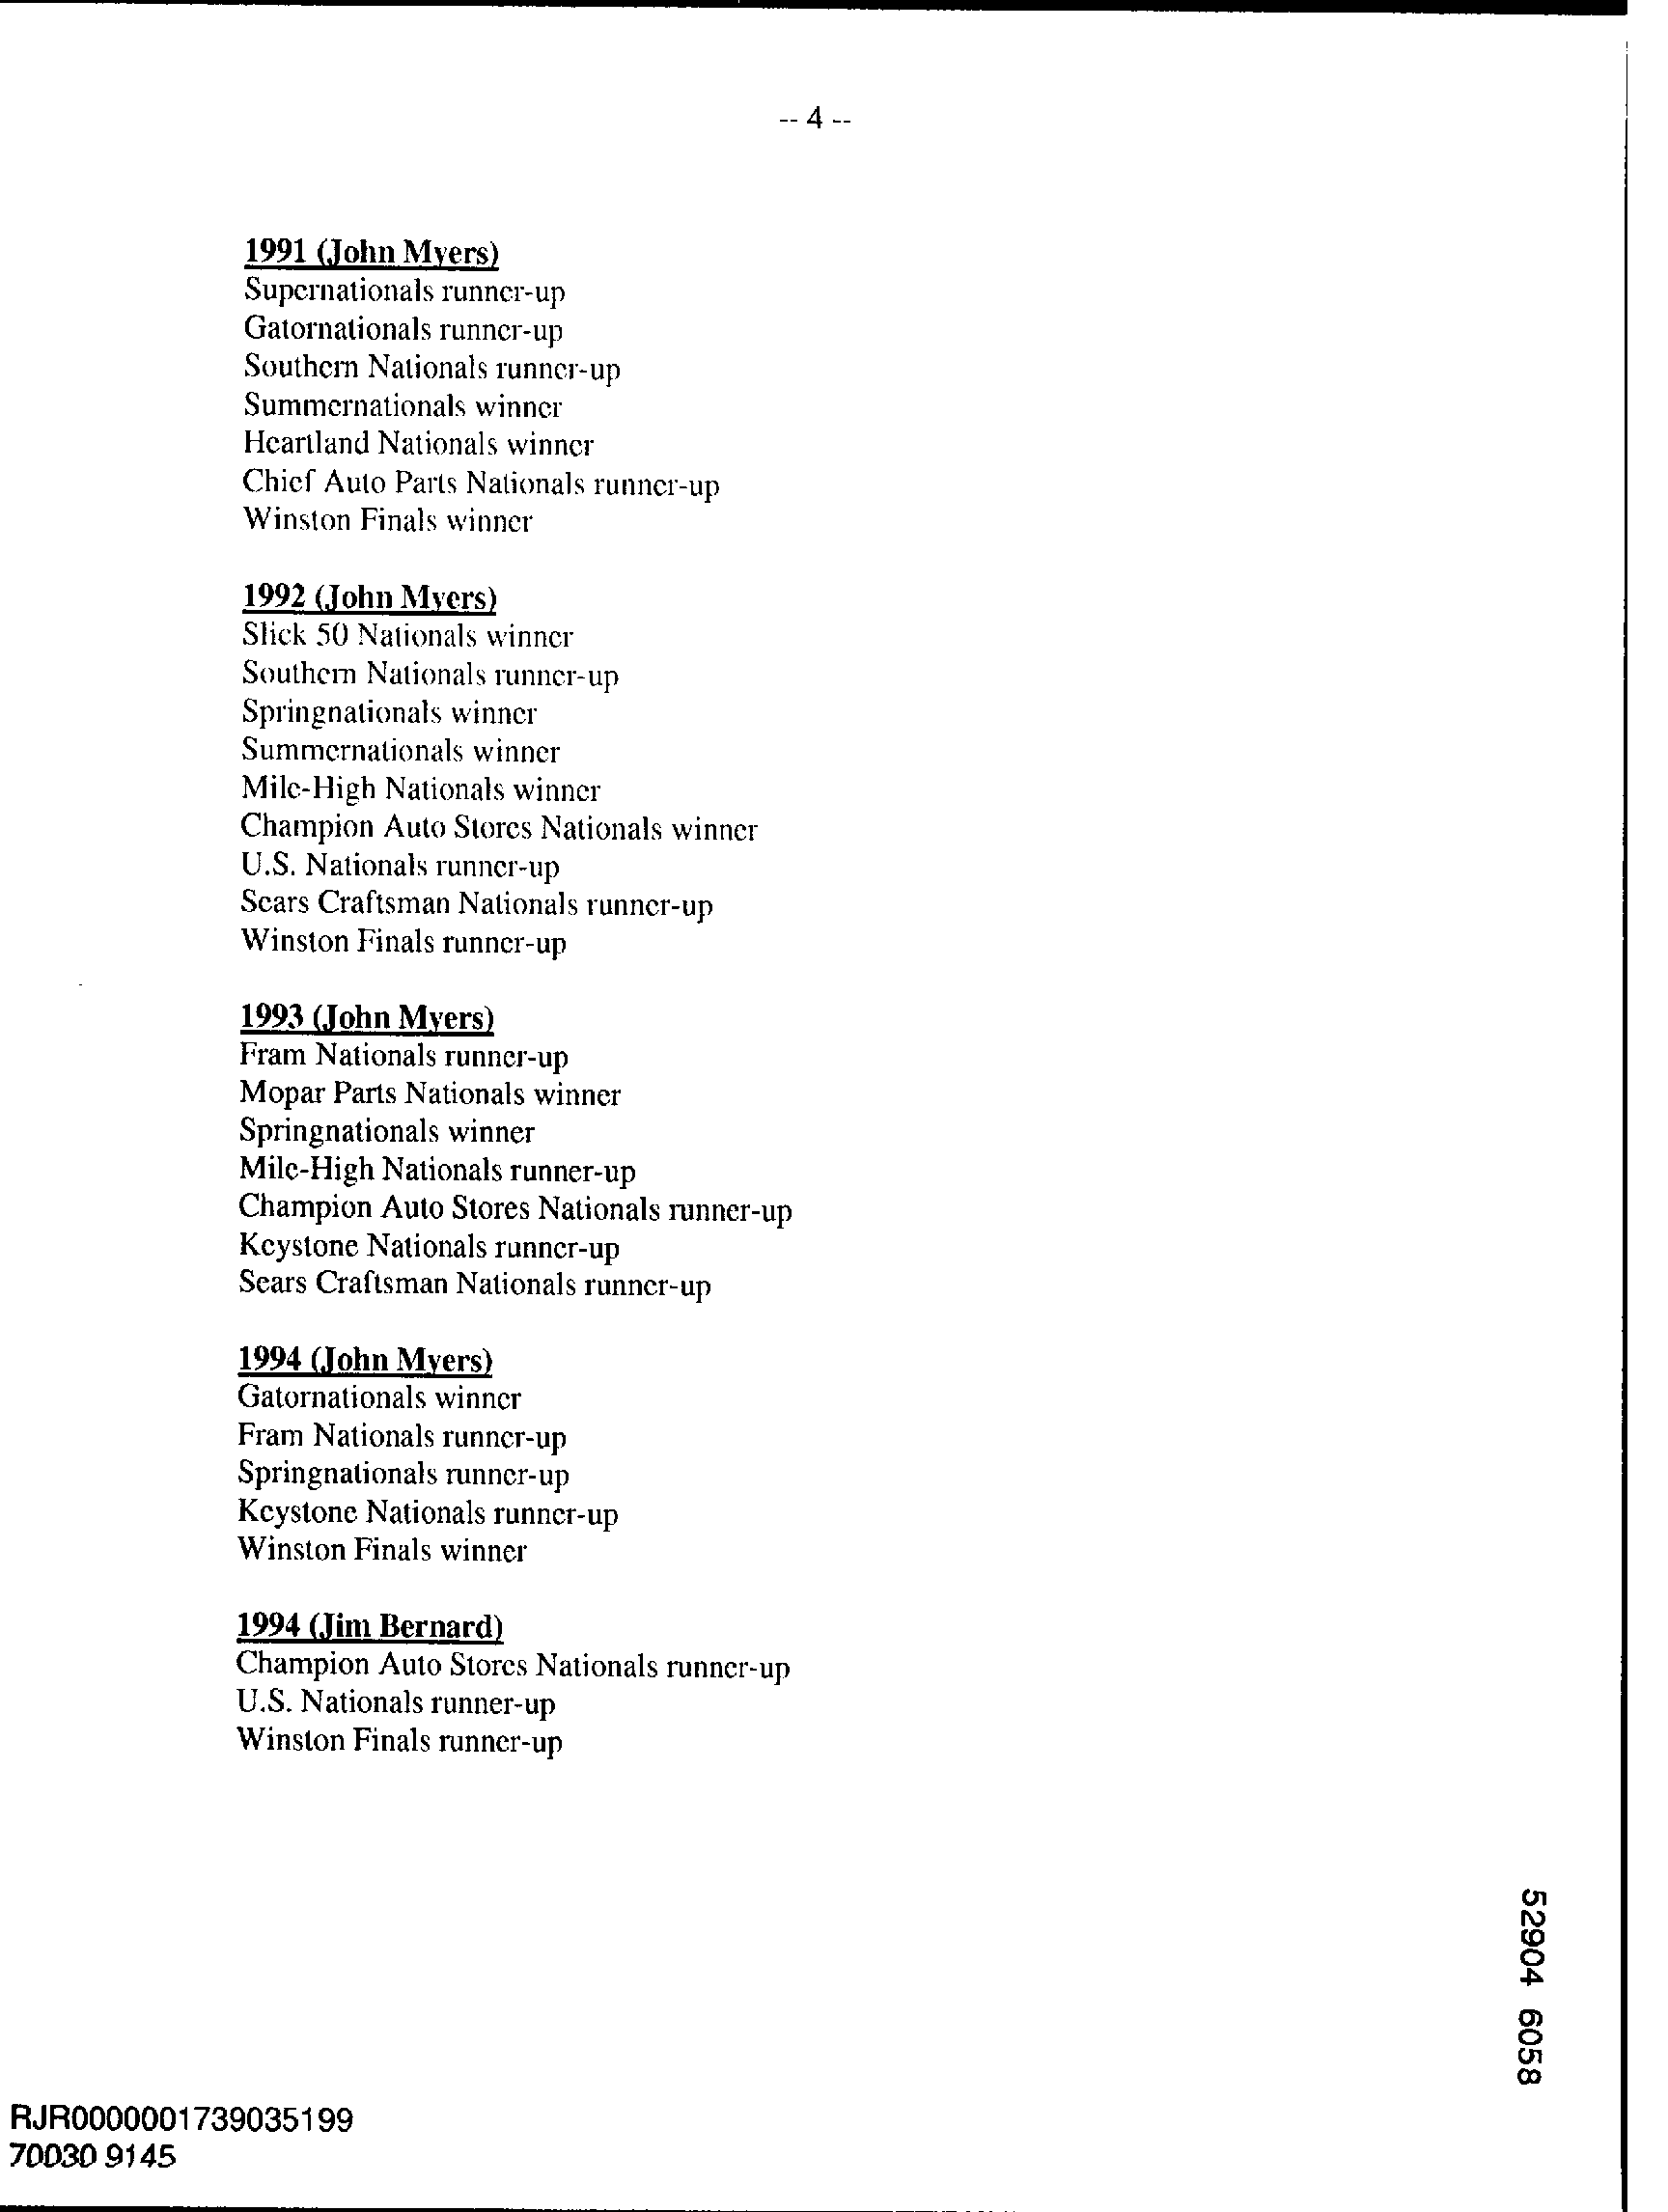 -- 4 --
1991 (John Myers)
Supernationals runner-up
Gatornationals runner-up
Southern Nationals runner-up
Summernationals winner
Heartland Nationals winner
Chief Auto Parts Nationals runner-up
Winston Finals winner
1992 (John Myers)
Slick 50 Nationals winner
Southern Nationals runner-up
Springnationals winner
Summernationals winner
Mile-High Nationals winner
Champion Auto Stores Nationals winner
U.S. Nationals runner-up
Sears Craftsman Nationals runner-up
Winston Finals runner-up
1993 (John Myers)
Fram Nationals runner-up
Mopar Parts Nationals winner
Springnationals winner
Mile-High Nationals runner-up
Champion Auto Stores Nationals runner-up
Keystone Nationals runner-up
Sears Craftsman Nationals runner-up
1994 (John Myers)
Gatornationals winner
Fram Nationals runner-up
Springnationals runner-up
Keystone Nationals runner-up
Winston Finals winner
1994 (Jim Bernard)
Champion Auto Stores Nationals runner-up
U.S. Nationals runner-up
Winston Finals runner-up
52904 6058
RJR0000001739035199
70030 9145